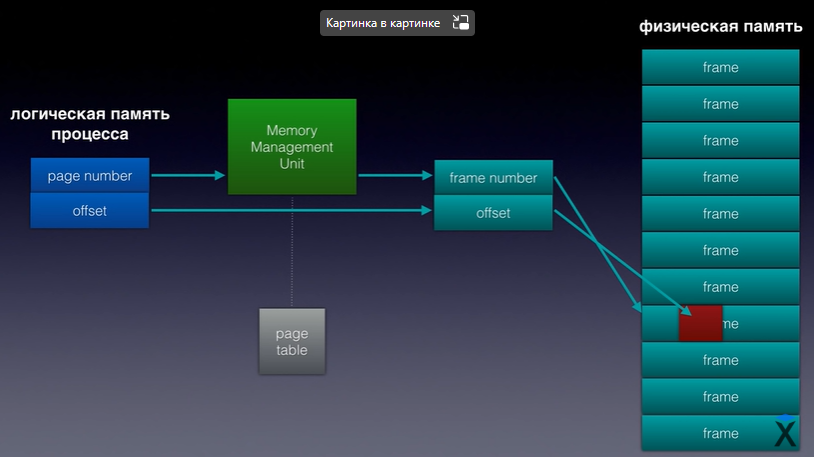 Картинка в картинке
физическая память
логическая память
процесса
Memory
Management
Unit
page number
offset
frame number
offset
page
table
frame
frame
frame
frame
frame
frame
frame
me
frame
frame
frame
X